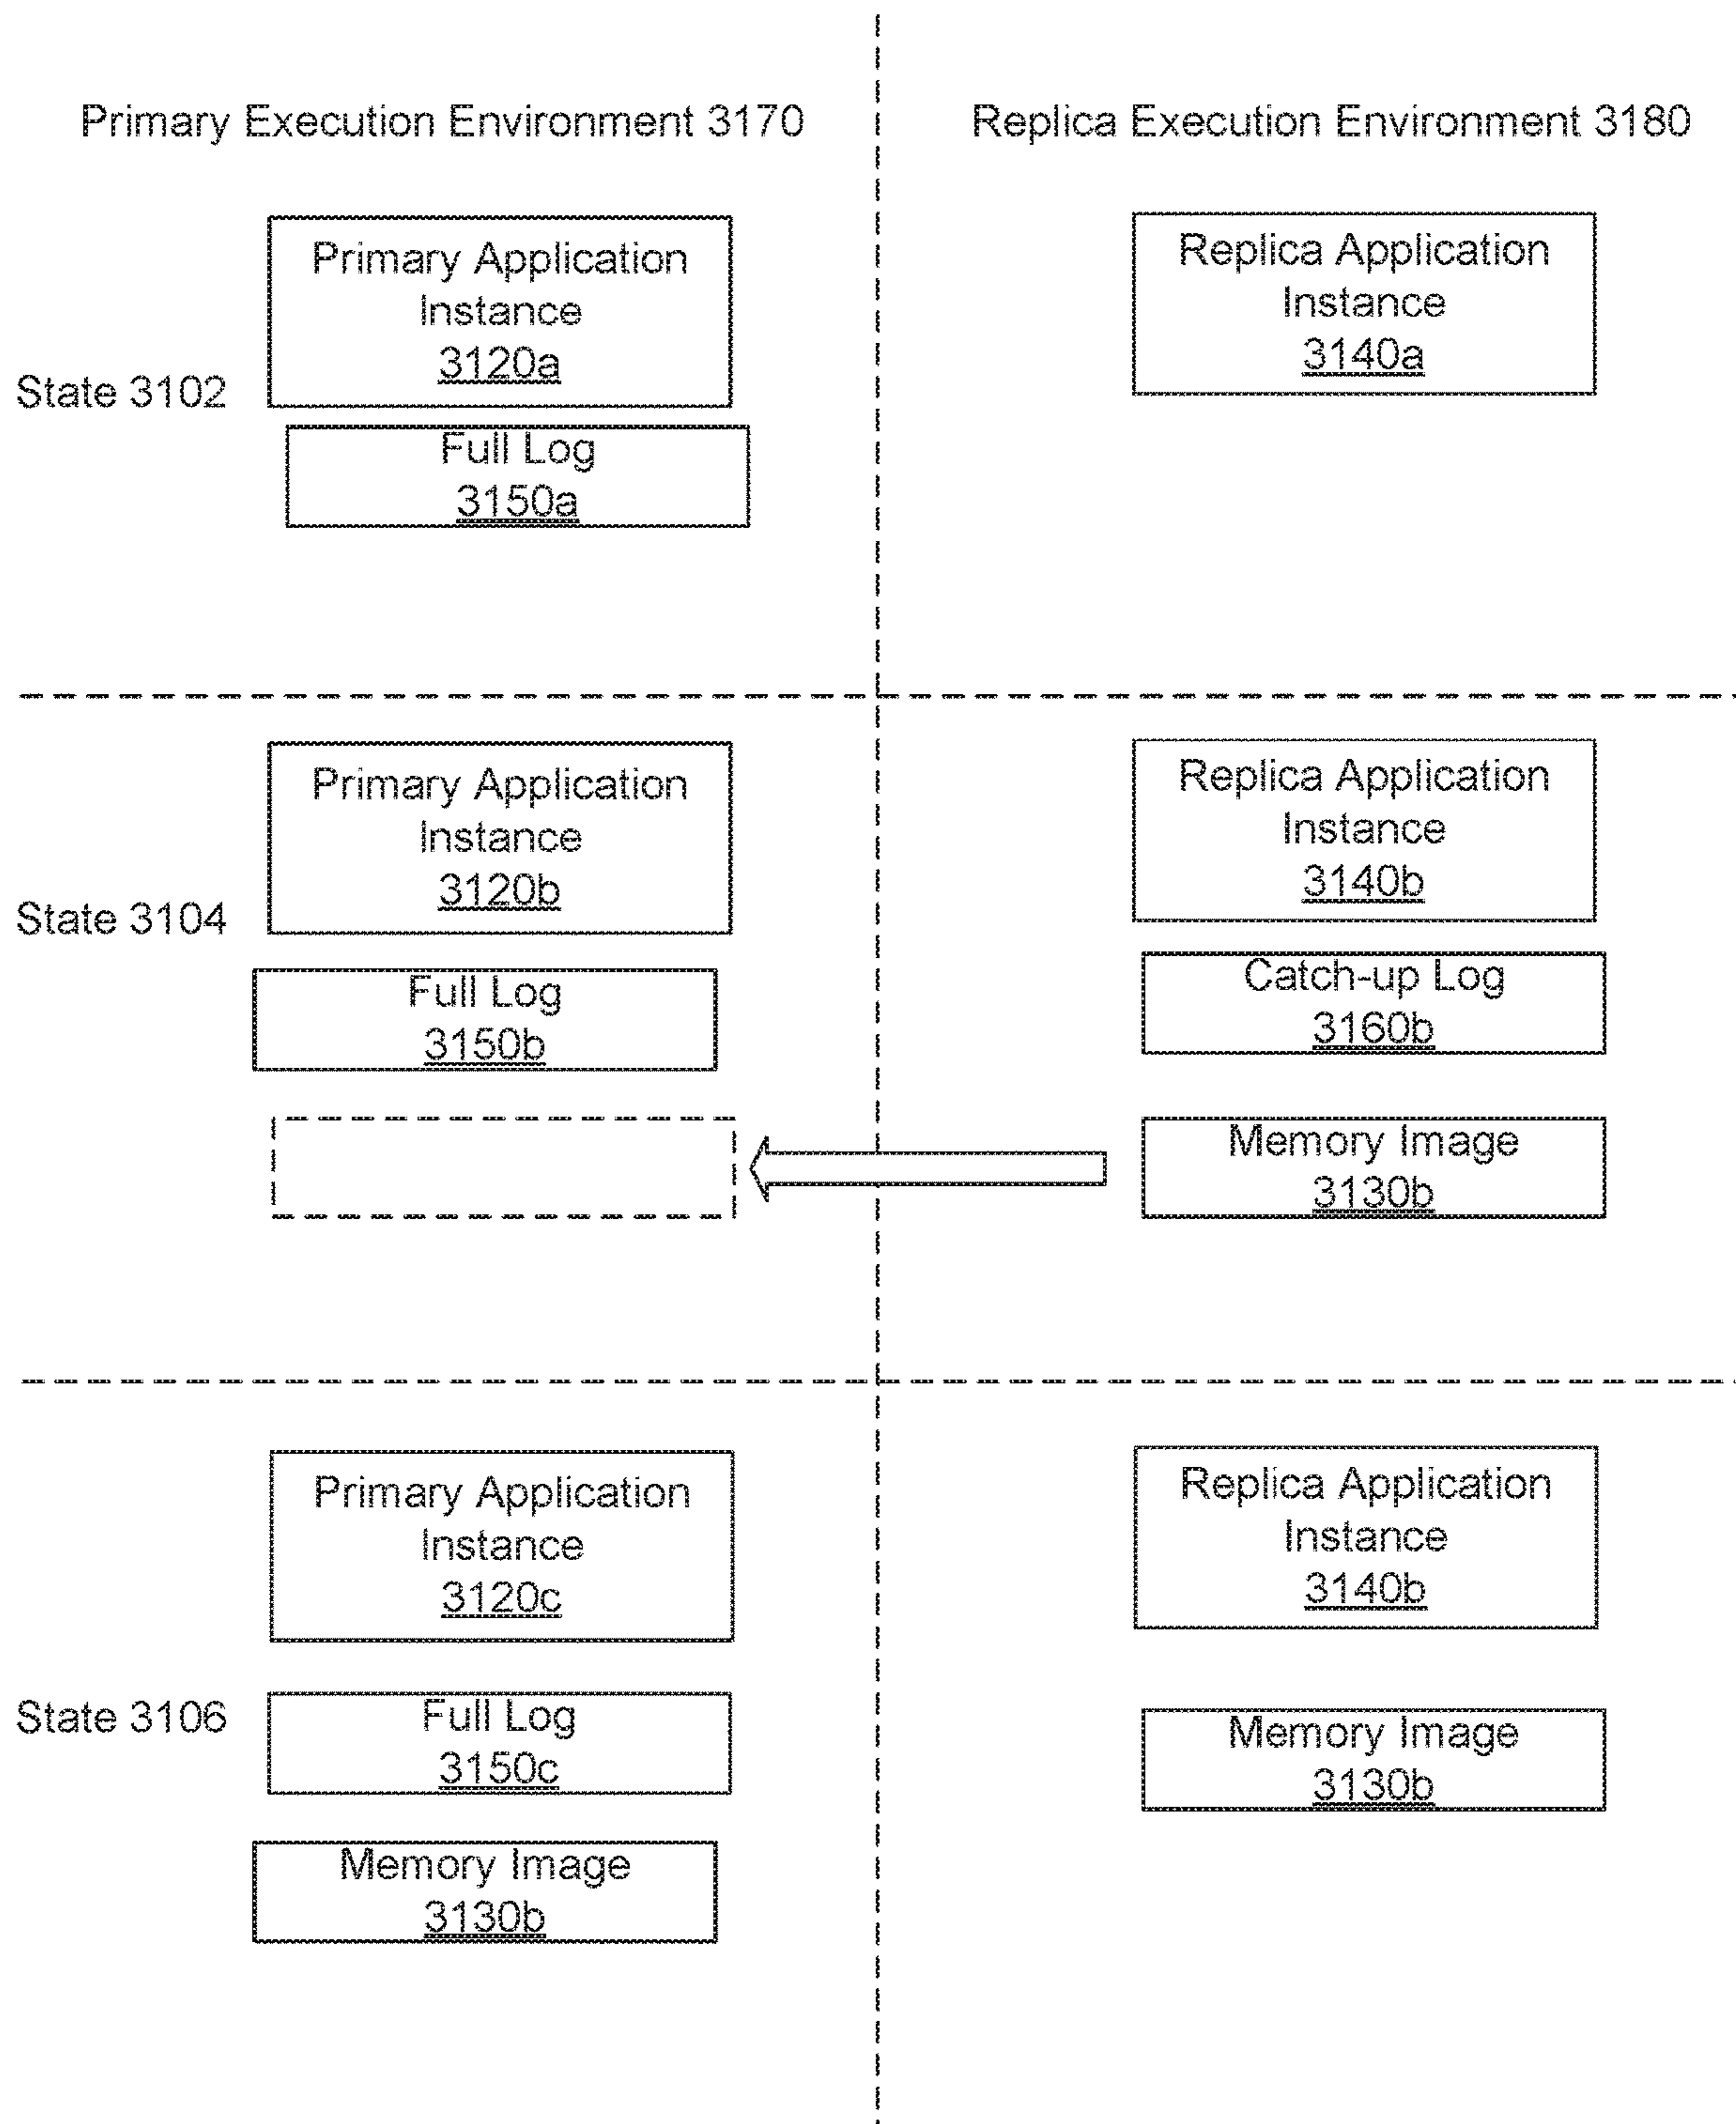 Primary Execution Environment 3170
Replica Execution Environment 3180
State 3102
Primary Application
Instance
3120a
Full Log
3150a
Replica Application
Instance
3140a
State 3104
Primary Application
Instance
3120b
Full Log
3150b
Replica Application
Instance
3140b
Catch-up Log
3160b
Memory Image
3130b
State 3106
Primary Application
Instance
3120c
Full Log
3150c
Memory Image
3130b
Replica Application
Instance
3140b
Memory Image
3130b